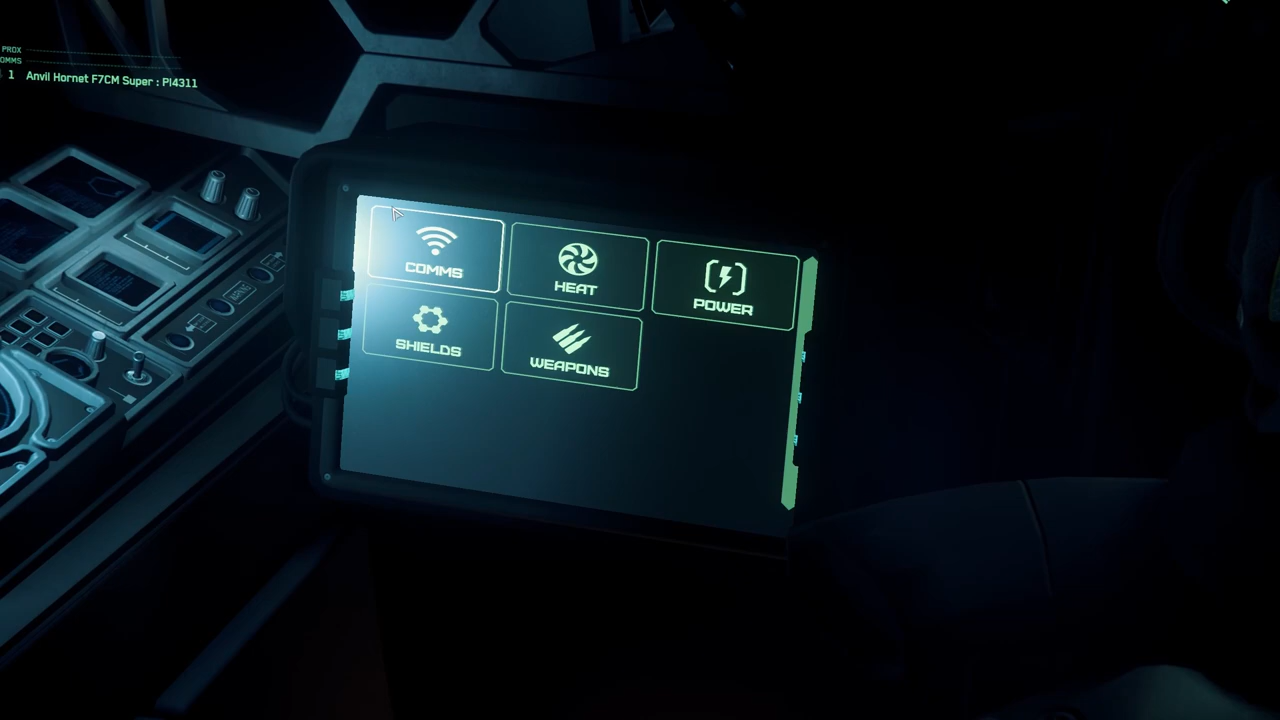 PROX
OMMS
1 Anvil Hornet F7CM Super : PI4311
COMMS
HEAT
POWER
SHIELDS
WEAPONS